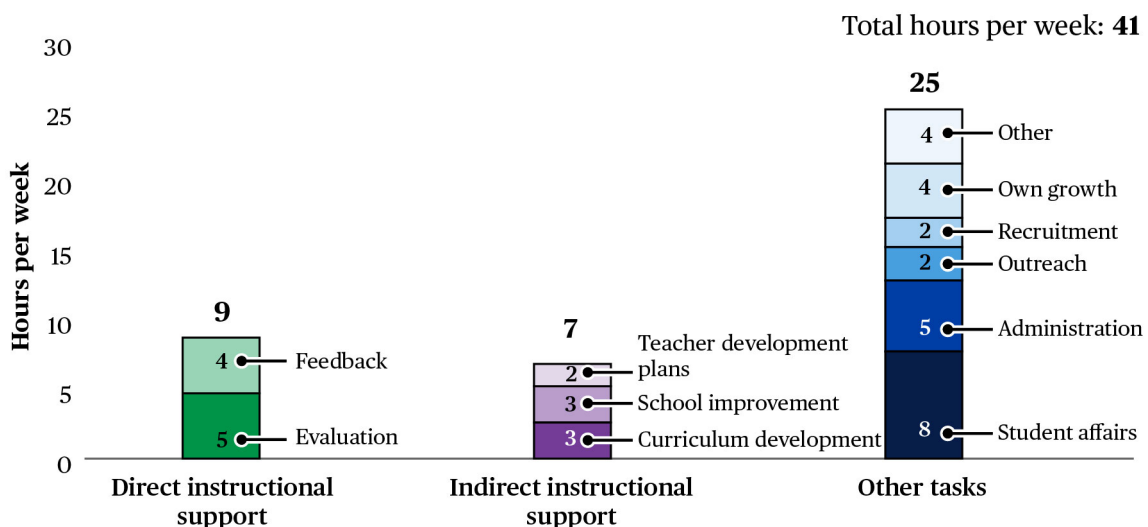 Total hours per week: 41
Hours per week
30
25
20
15
10
5
0
9
4
Feedback
5
Evaluation
Direct instructional
support
7
2
Teacher development
plans
3
School improvement
3
Curriculum development
Indirect instructional
support
25
4
Other
4
Own growth
2
Recruitment
2
Outreach
5
Administration
8
Student affairs
Other tasks